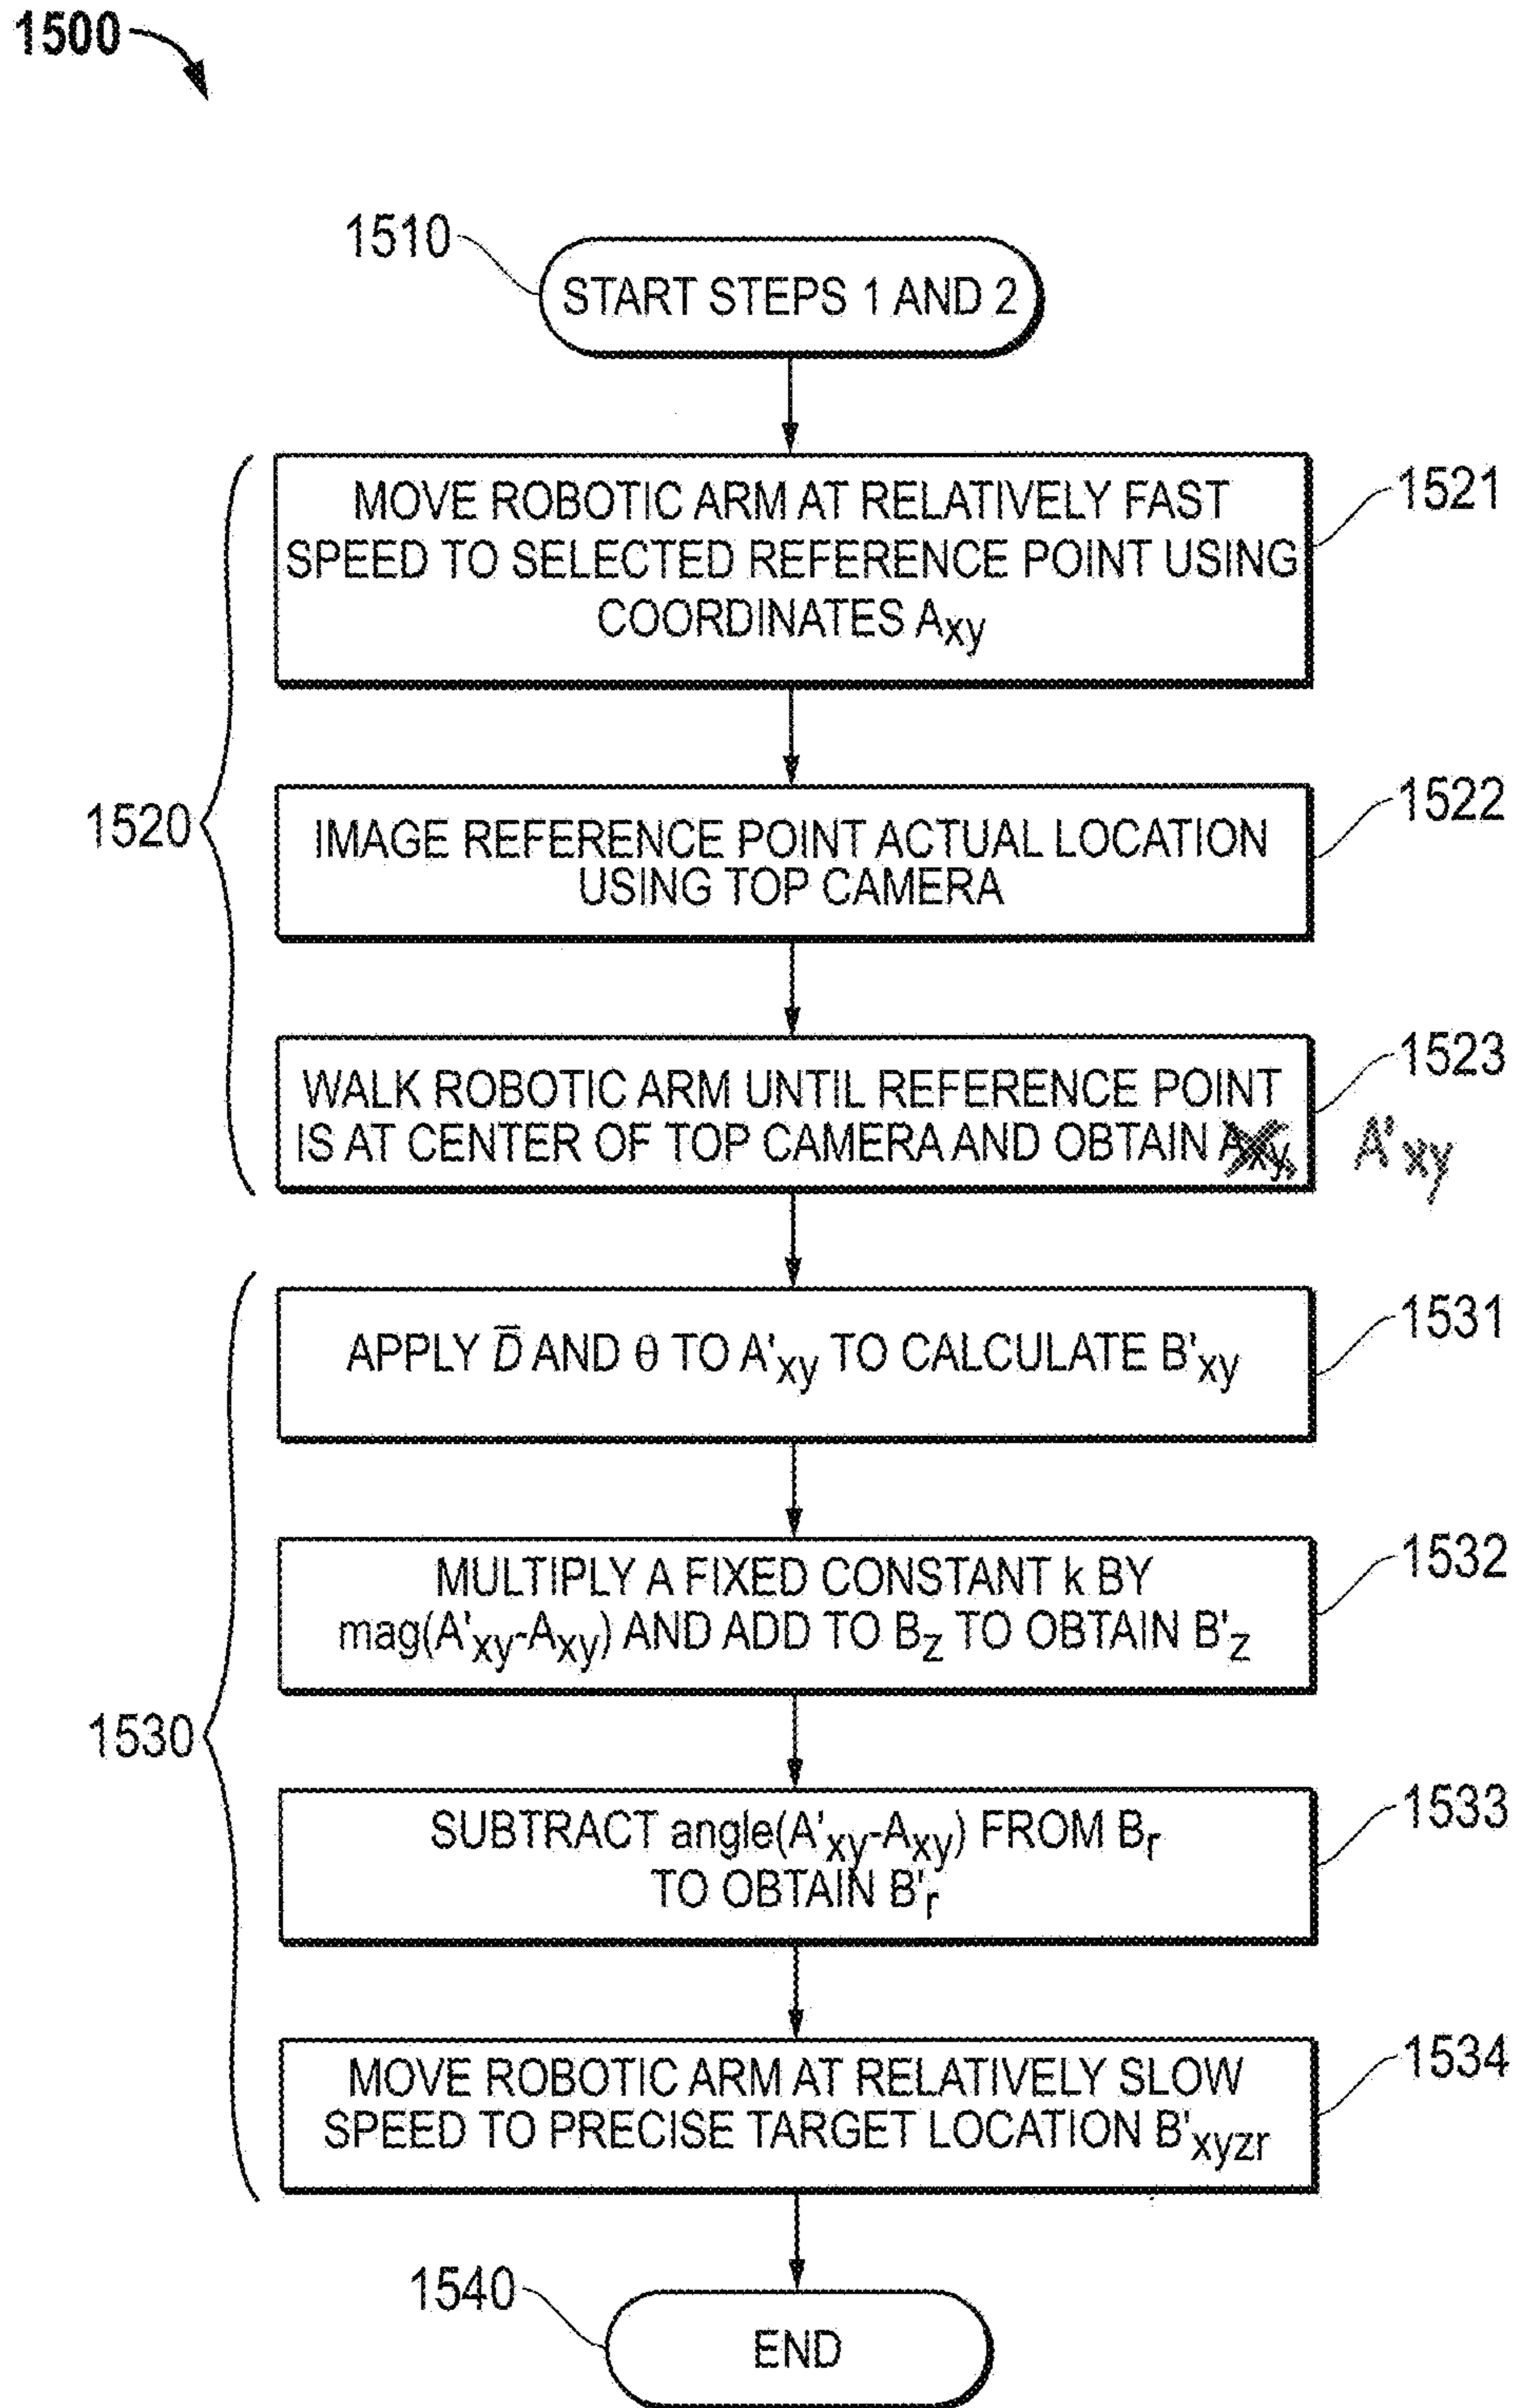 1500
1510
START STEPS 1 AND 2
1520
MOVE ROBOTIC ARM AT RELATIVELY FAST
SPEED TO SELECTED REFERENCE POINT USING
COORDINATES Axy
1521
IMAGE REFERENCE POINT ACTUAL LOCATION
USING TOP CAMERA
1522
WALK ROBOTIC ARM UNTIL REFERENCE POINT
IS AT CENTER OF TOP CAMERA AND OBTAIN Axy
1523
A'xy
1530
APPLY D̅ AND θ TO A'xy TO CALCULATE B'xy
1531
MULTIPLY A FIXED CONSTANT k BY
mag(A'xy-Axy) AND ADD TO Bz TO OBTAIN B'z
1532
SUBTRACT angle(A'xy-Axy) FROM Br
TO OBTAIN B'r
1533
MOVE ROBOTIC ARM AT RELATIVELY SLOW
SPEED TO PRECISE TARGET LOCATION B'xyzr
1534
1540
END